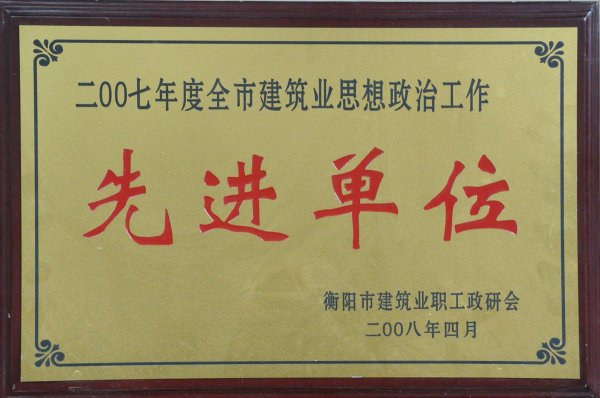 二00七年度全市建筑业思想政治工作
先进单位
衡阳市建筑业职工政研会
二00八年四月